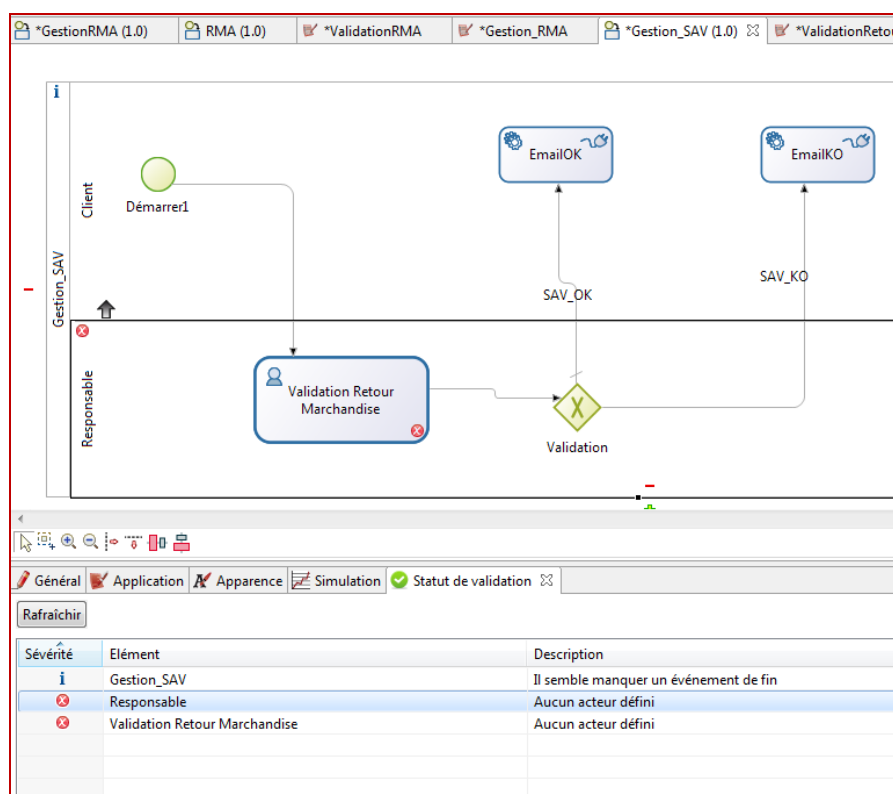 *GestionRMA (1.0) RMA (1.0) *ValidationRMA *Gestion_RMA *Gestion_SAV (1.0) *ValidationRetou
i
Gestion_SAV
Client
Démarrer1
EmailOK
EmailKO
SAV_OK
SAV_KO
Responsable
Validation Retour
Marchandise
X
Validation
Général Application Apparence Simulation Statut de validation
Rafraîchir
Sévérité Elément Description
i Gestion_SAV Il semble manquer un événement de fin
Responsable Aucun acteur défini
Validation Retour Marchandise Aucun acteur défini